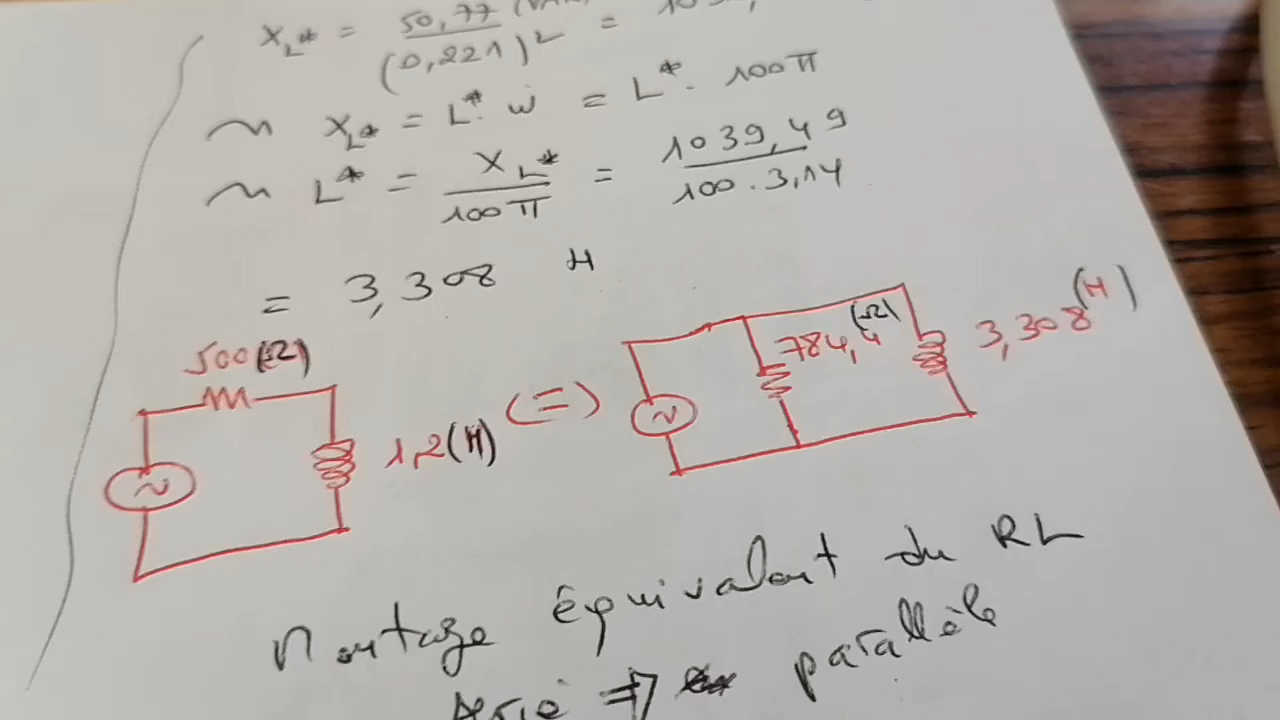 X_L* = 50,77 / (0,221)² =
~ X_L* = L*. ω = L*. 100π
~ L* = X_L* / 100π = 1039,49 / 100 . 3,14
= 3,308 H
500(Ω)
1,2(H)
(=)
784,4(Ω)
3,308(H)
Montage équivalent du RL
série => parallèle